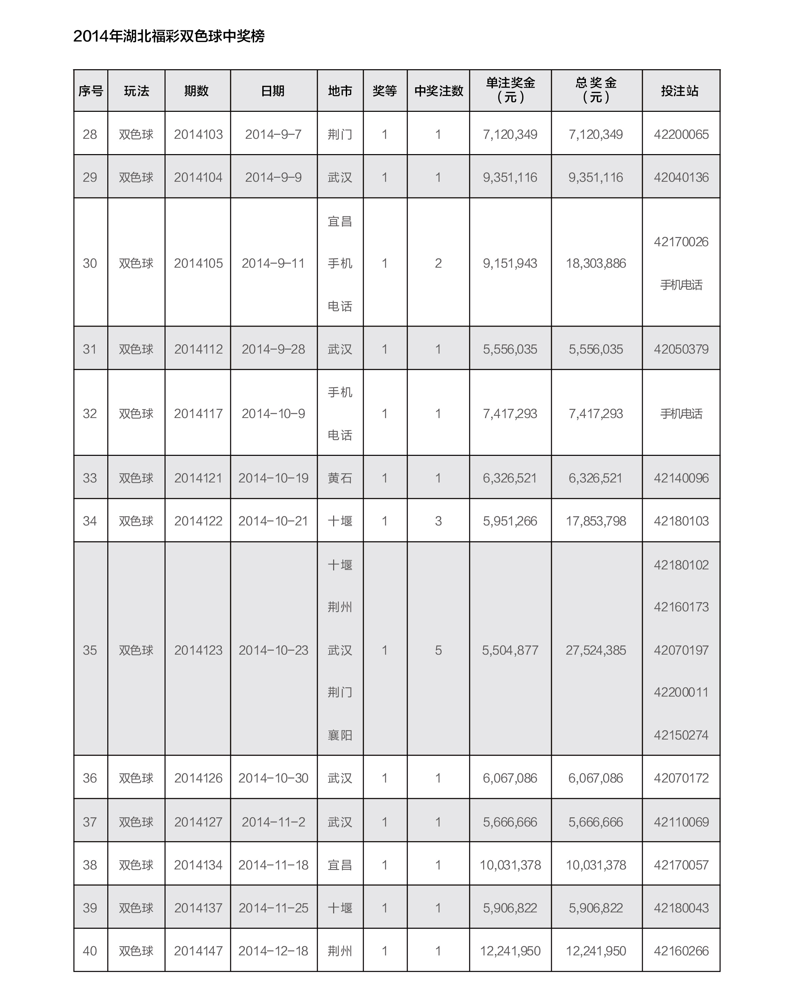 2014年湖北福彩双色球中奖榜
序号 玩法 期数 日期 地市 奖等 中奖注数 单注奖金（元） 总奖金（元） 投注站
28 双色球 2014103 2014-9-7 荆门 1 1 7,120,349 7,120,349 42200065
29 双色球 2014104 2014-9-9 武汉 1 1 9,351,116 9,351,116 42040136
30 双色球 2014105 2014-9-11 宜昌 手机 电话 1 2 9,151,943 18,303,886 42170026 手机电话
31 双色球 2014112 2014-9-28 武汉 1 1 5,556,035 5,556,035 42050379
32 双色球 2014117 2014-10-9 手机 电话 1 1 7,417,293 7,417,293 手机电话
33 双色球 2014121 2014-10-19 黄石 1 1 6,326,521 6,326,521 42140096
34 双色球 2014122 2014-10-21 十堰 1 3 5,951,266 17,853,798 42180103
35 双色球 2014123 2014-10-23 十堰 荆州 武汉 荆门 襄阳 1 5 5,504,877 27,524,385 42180102 42160173 42070197 42200011 42150274
36 双色球 2014126 2014-10-30 武汉 1 1 6,067,086 6,067,086 42070172
37 双色球 2014127 2014-11-2 武汉 1 1 5,666,666 5,666,666 42110069
38 双色球 2014134 2014-11-18 宜昌 1 1 10,031,378 10,031,378 42170057
39 双色球 2014137 2014-11-25 十堰 1 1 5,906,822 5,906,822 42180043
40 双色球 2014147 2014-12-18 荆州 1 1 12,241,950 12,241,950 42160266